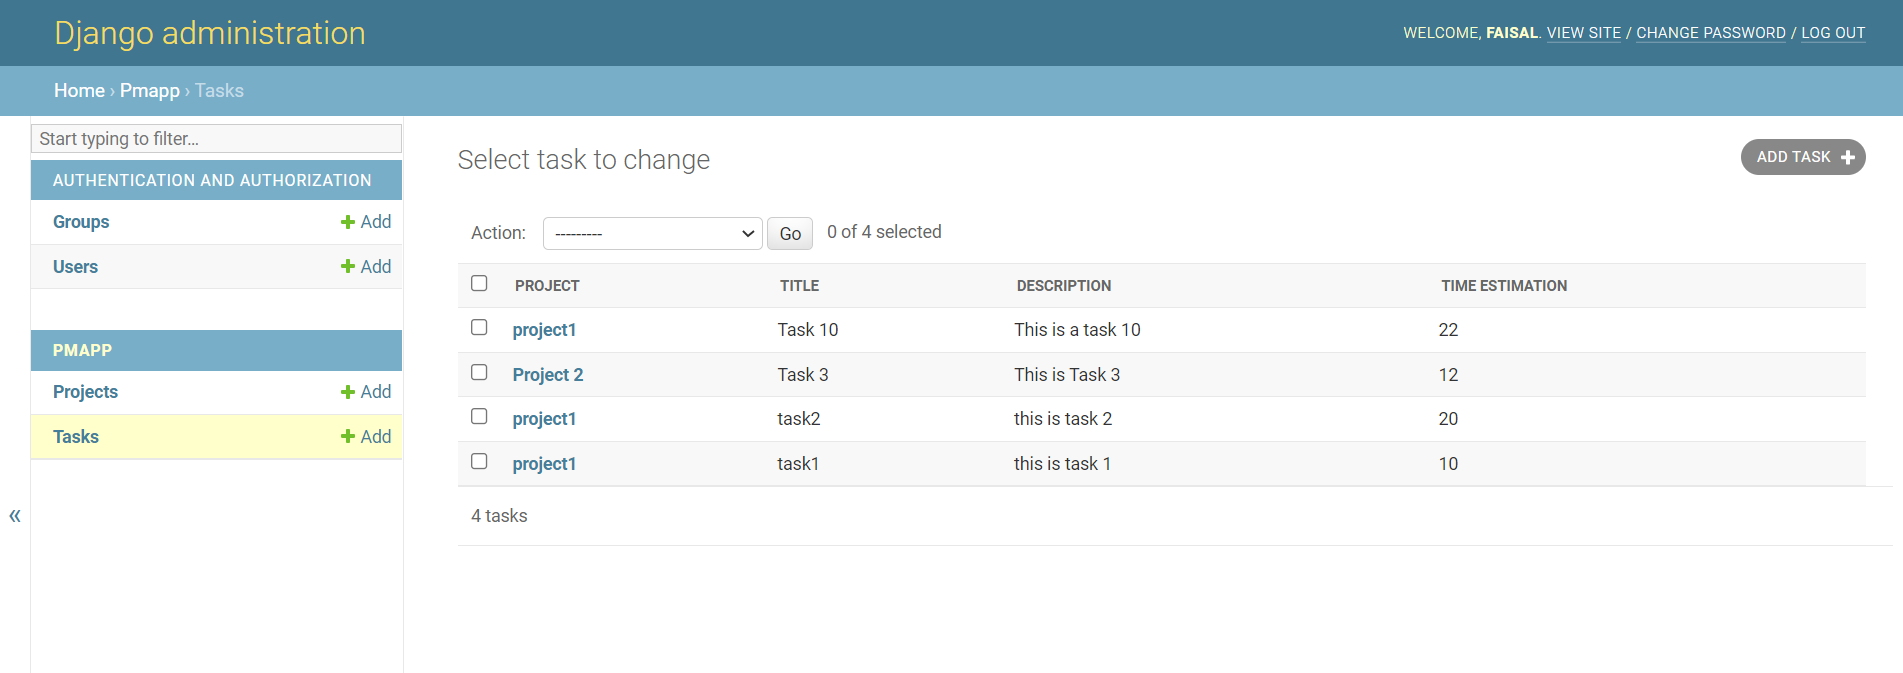 Django administration
WELCOME, FAISAL. VIEW SITE / CHANGE PASSWORD / LOG OUT
Home › Pmapp › Tasks
Start typing to filter...
AUTHENTICATION AND AUTHORIZATION
Groups + Add
Users + Add
PMAPP
Projects + Add
Tasks + Add
«
Select task to change
ADD TASK +
Action: --------- Go 0 of 4 selected
PROJECT TITLE DESCRIPTION TIME ESTIMATION
project1 Task 10 This is a task 10 22
Project 2 Task 3 This is Task 3 12
project1 task2 this is task 2 20
project1 task1 this is task 1 10
4 tasks